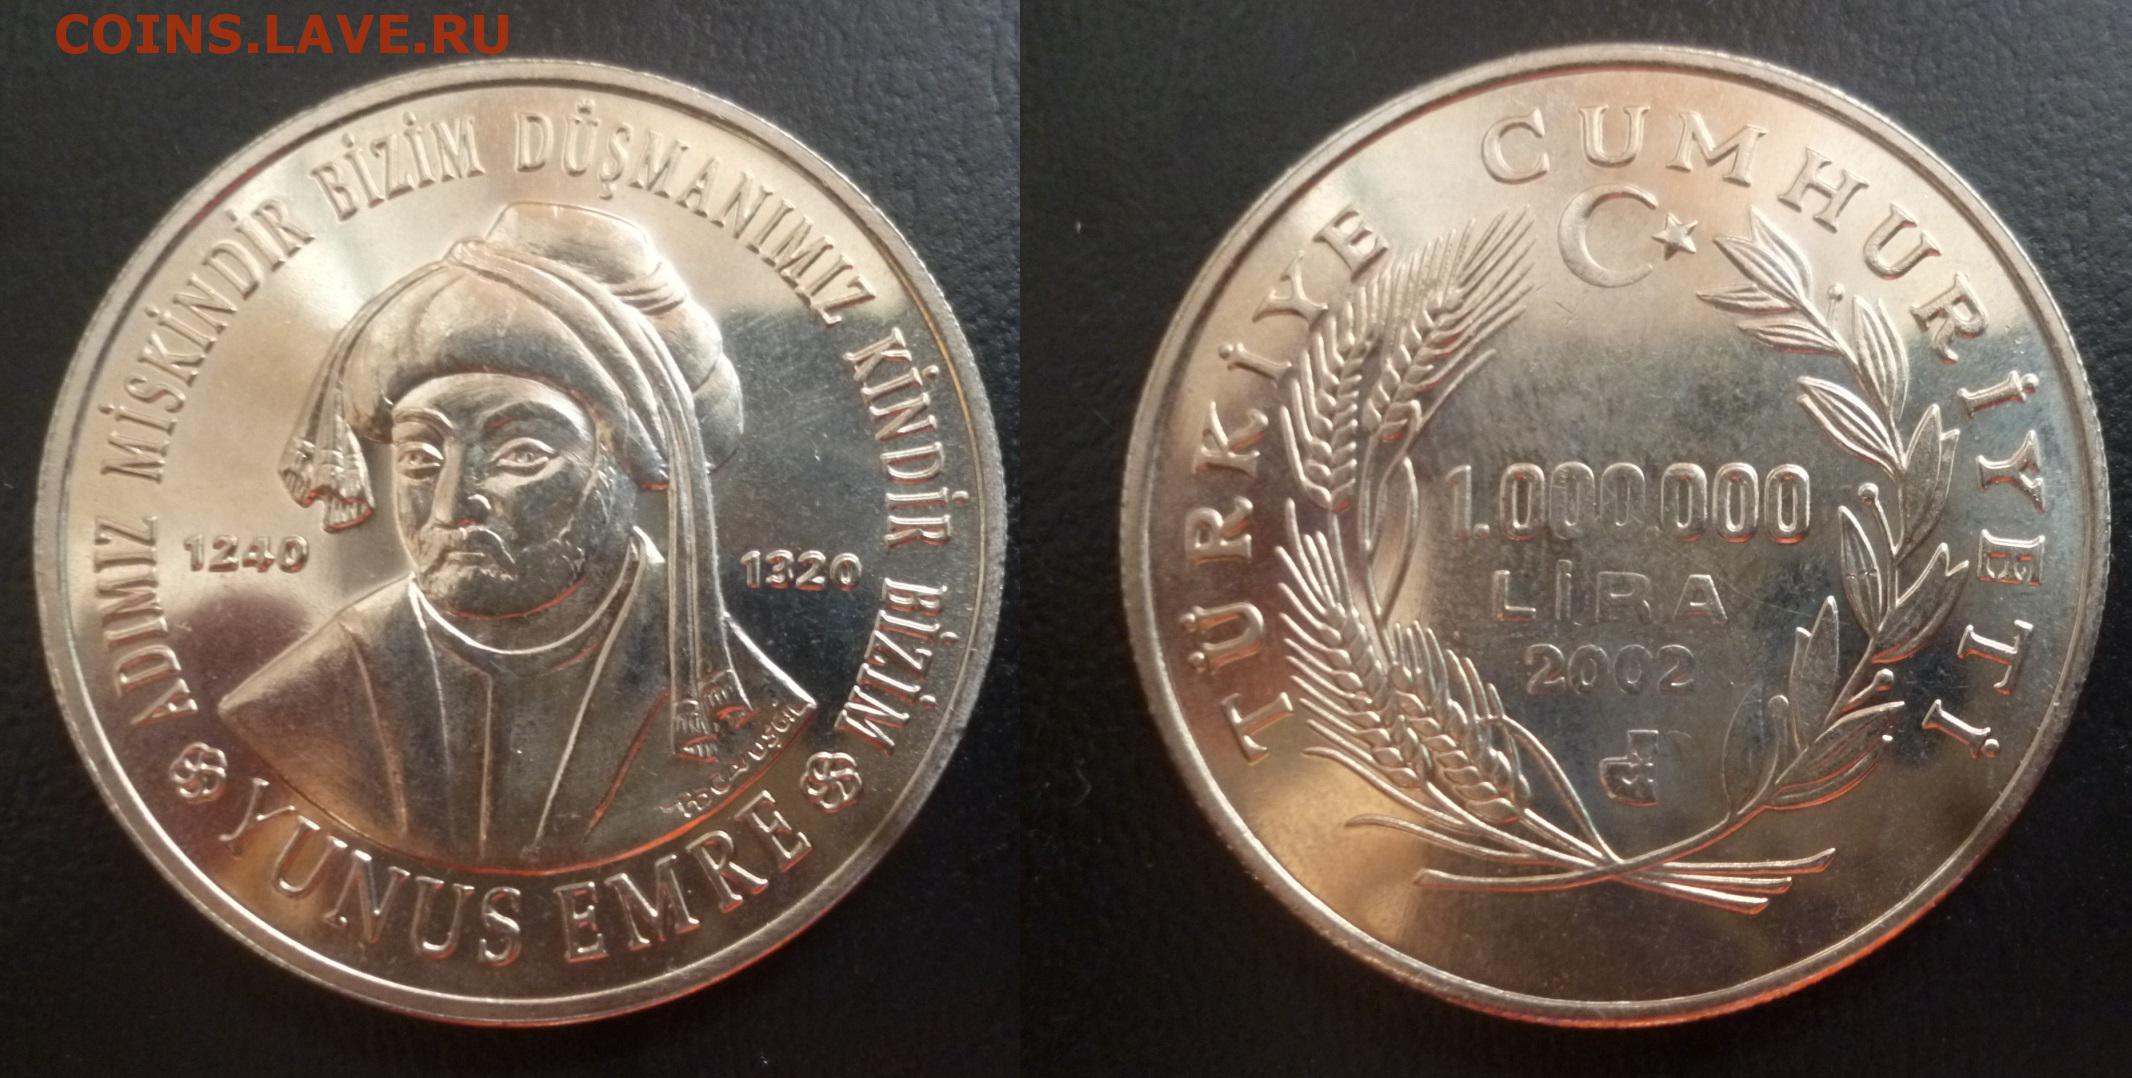 COINS.LAVE.RU
ADIMIZ MİSKİNDİR BİZİM DÜŞMANIMIZ KİNDİR BİZİM
1240
1320
YUNUS EMRE
TÜRKİYE CUMHURİYETİ
1.000.000
LİRA
2002